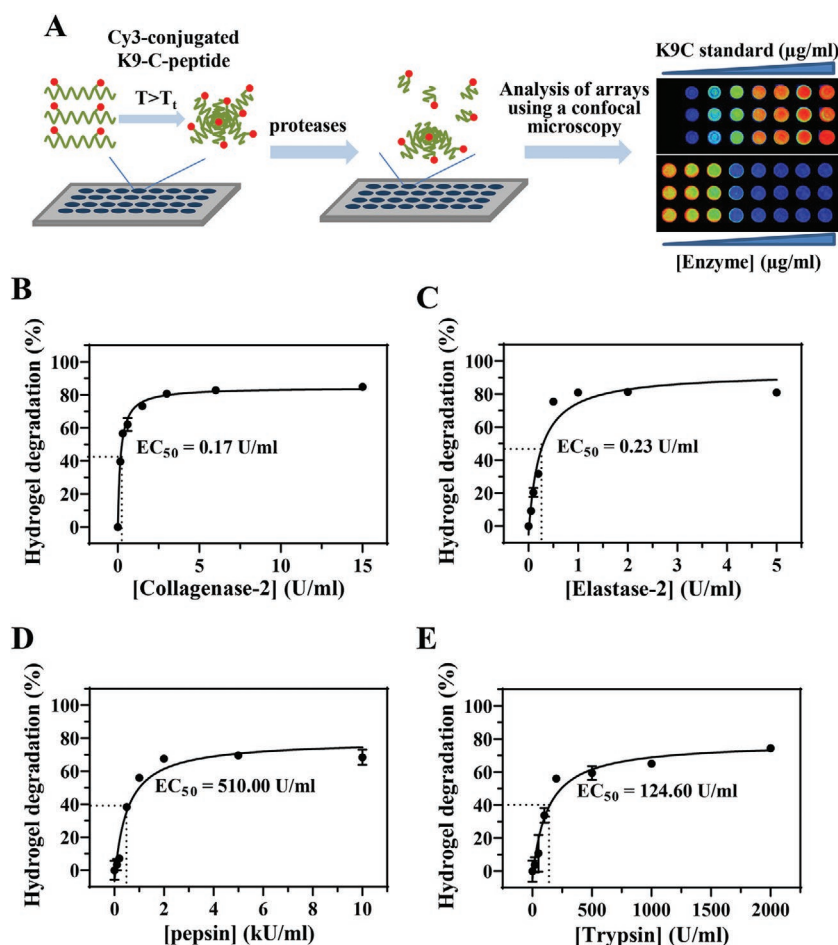 A
Cy3-conjugated
K9-C-peptide
T>Tt
proteases
Analysis of arrays
using a confocal
microscopy
K9C standard (µg/ml)
[Enzyme] (µg/ml)
B
Hydrogel degradation (%)
100
80
60
40
20
0
EC50 = 0.17 U/ml
0 5 10 15
[Collagenase-2] (U/ml)
C
Hydrogel degradation (%)
100
80
60
40
20
0
EC50 = 0.23 U/ml
0 1 2 3 4 5
[Elastase-2] (U/ml)
D
Hydrogel degradation (%)
100
80
60
40
20
0
EC50 = 510.00 U/ml
0 2 4 6 8 10
[pepsin] (kU/ml)
E
Hydrogel degradation (%)
100
80
60
40
20
0
EC50 = 124.60 U/ml
0 500 1000 1500 2000
[Trypsin] (U/ml)